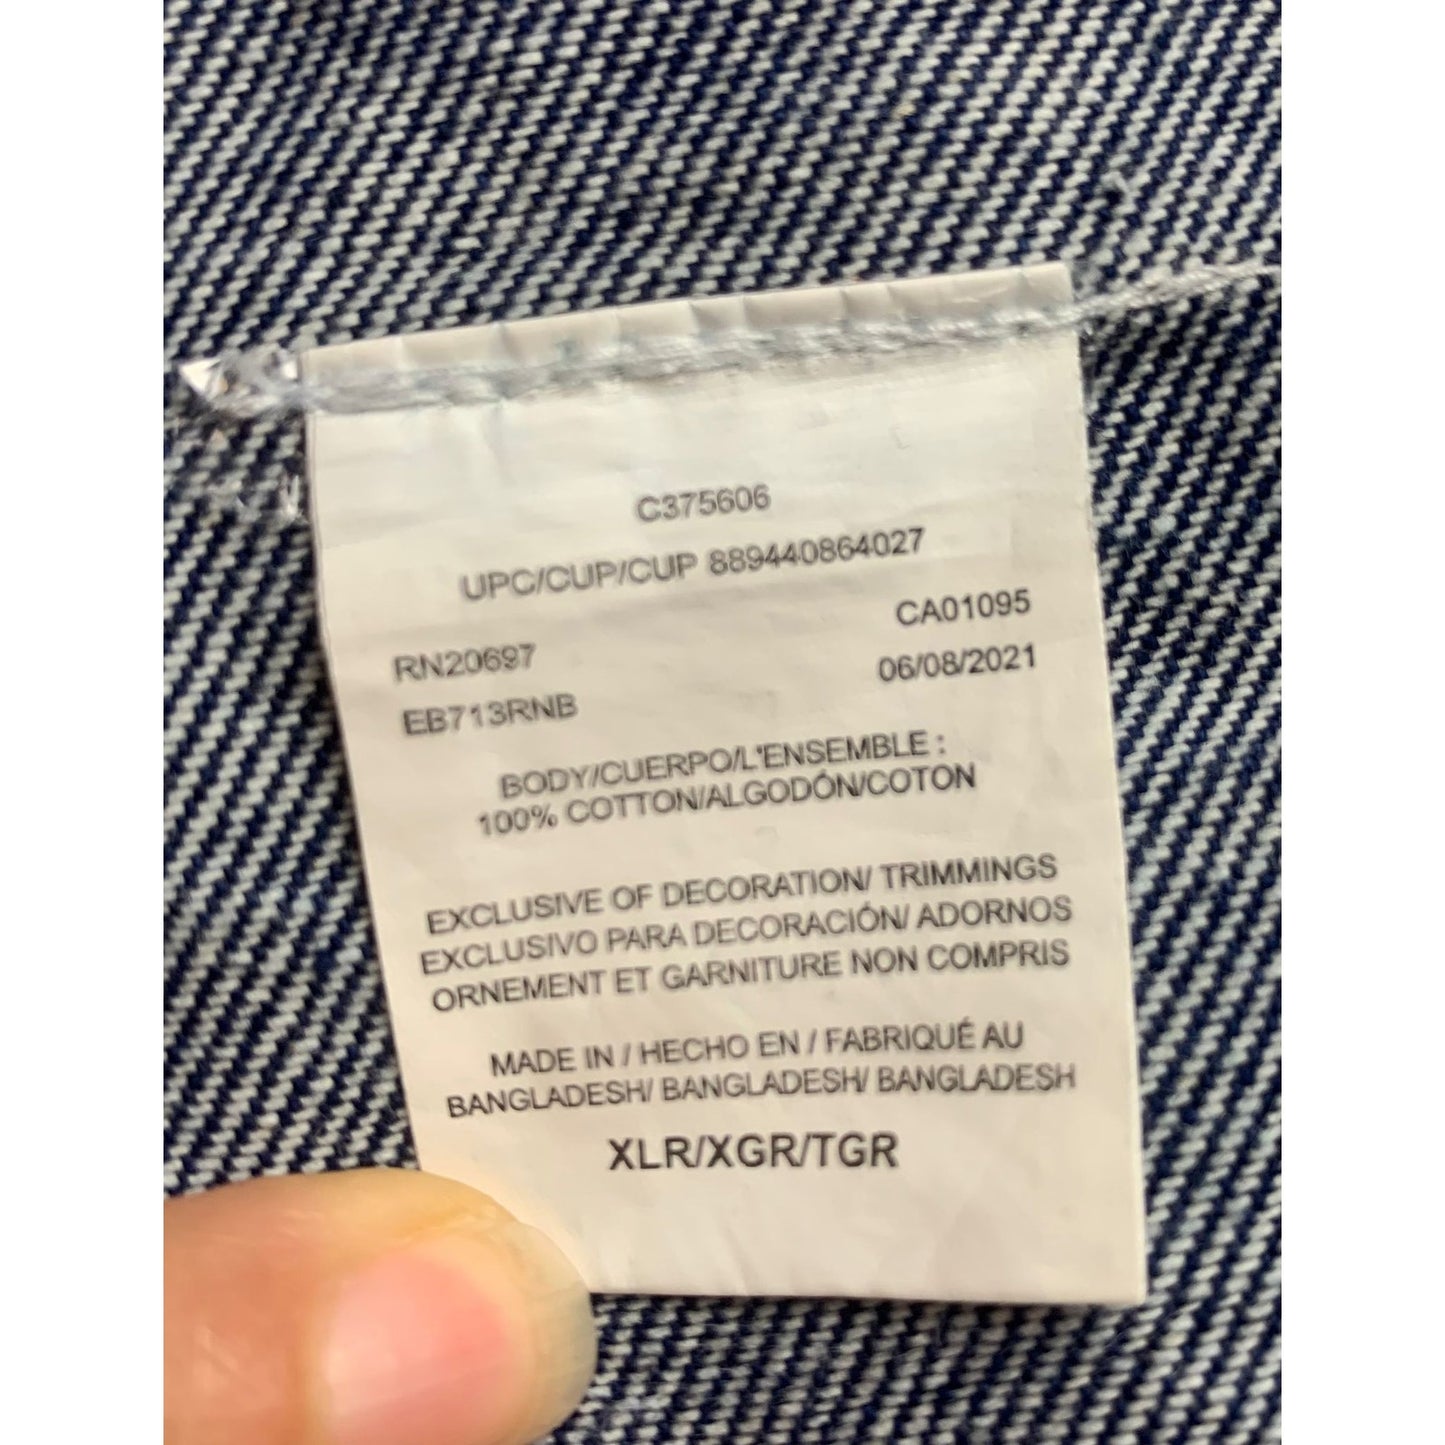 C375606
UPC/CUP/CUP 889440864027
CA01095
RN20697
06/08/2021
EB713RNB
BODY/CUERPO/L'ENSEMBLE :
100% COTTON/ALGODÓN/COTON
EXCLUSIVE OF DECORATION/ TRIMMINGS
EXCLUSIVO PARA DECORACIÓN/ ADORNOS
ORNEMENT ET GARNITURE NON COMPRIS
MADE IN / HECHO EN / FABRIQUÉ AU
BANGLADESH/ BANGLADESH/ BANGLADESH
XLR/XGR/TGR